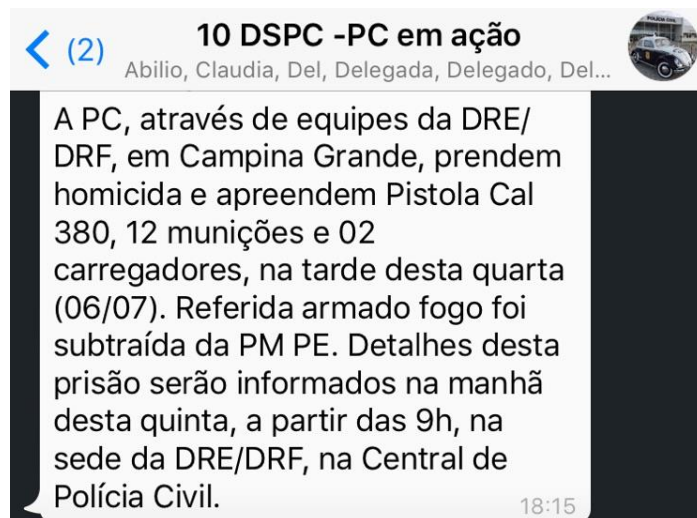 (2)
10 DSPC -PC em ação
Abilio, Claudia, Del, Delegada, Delegado, Del...
A PC, através de equipes da DRE/
DRF, em Campina Grande, prendem
homicida e apreendem Pistola Cal
380, 12 munições e 02
carregadores, na tarde desta quarta
(06/07). Referida armado fogo foi
subtraída da PM PE. Detalhes desta
prisão serão informados na manhã
desta quinta, a partir das 9h, na
sede da DRE/DRF, na Central de
Polícia Civil.
18:15